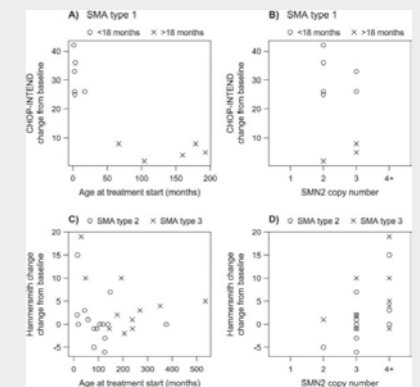 A) SMA type 1
○ <18 months × >18 months
CHOP-INTEND
change from baseline
40
30
20
10
0 50 100 150 200
Age at treatment start (months)
B) SMA type 1
○ <18 months × >18 months
CHOP-INTEND
change from baseline
40
30
20
10
1 2 3 4+
SMN2 copy number
C) ○ SMA type 2 × SMA type 3
Hammersmith change
change from baseline
20
15
10
5
0
-5
0 100 200 300 400 500
Age at treatment start (months)
D) ○ SMA type 2 × SMA type 3
Hammersmith change
change from baseline
20
15
10
5
0
-5
1 2 3 4+
SMN2 copy number